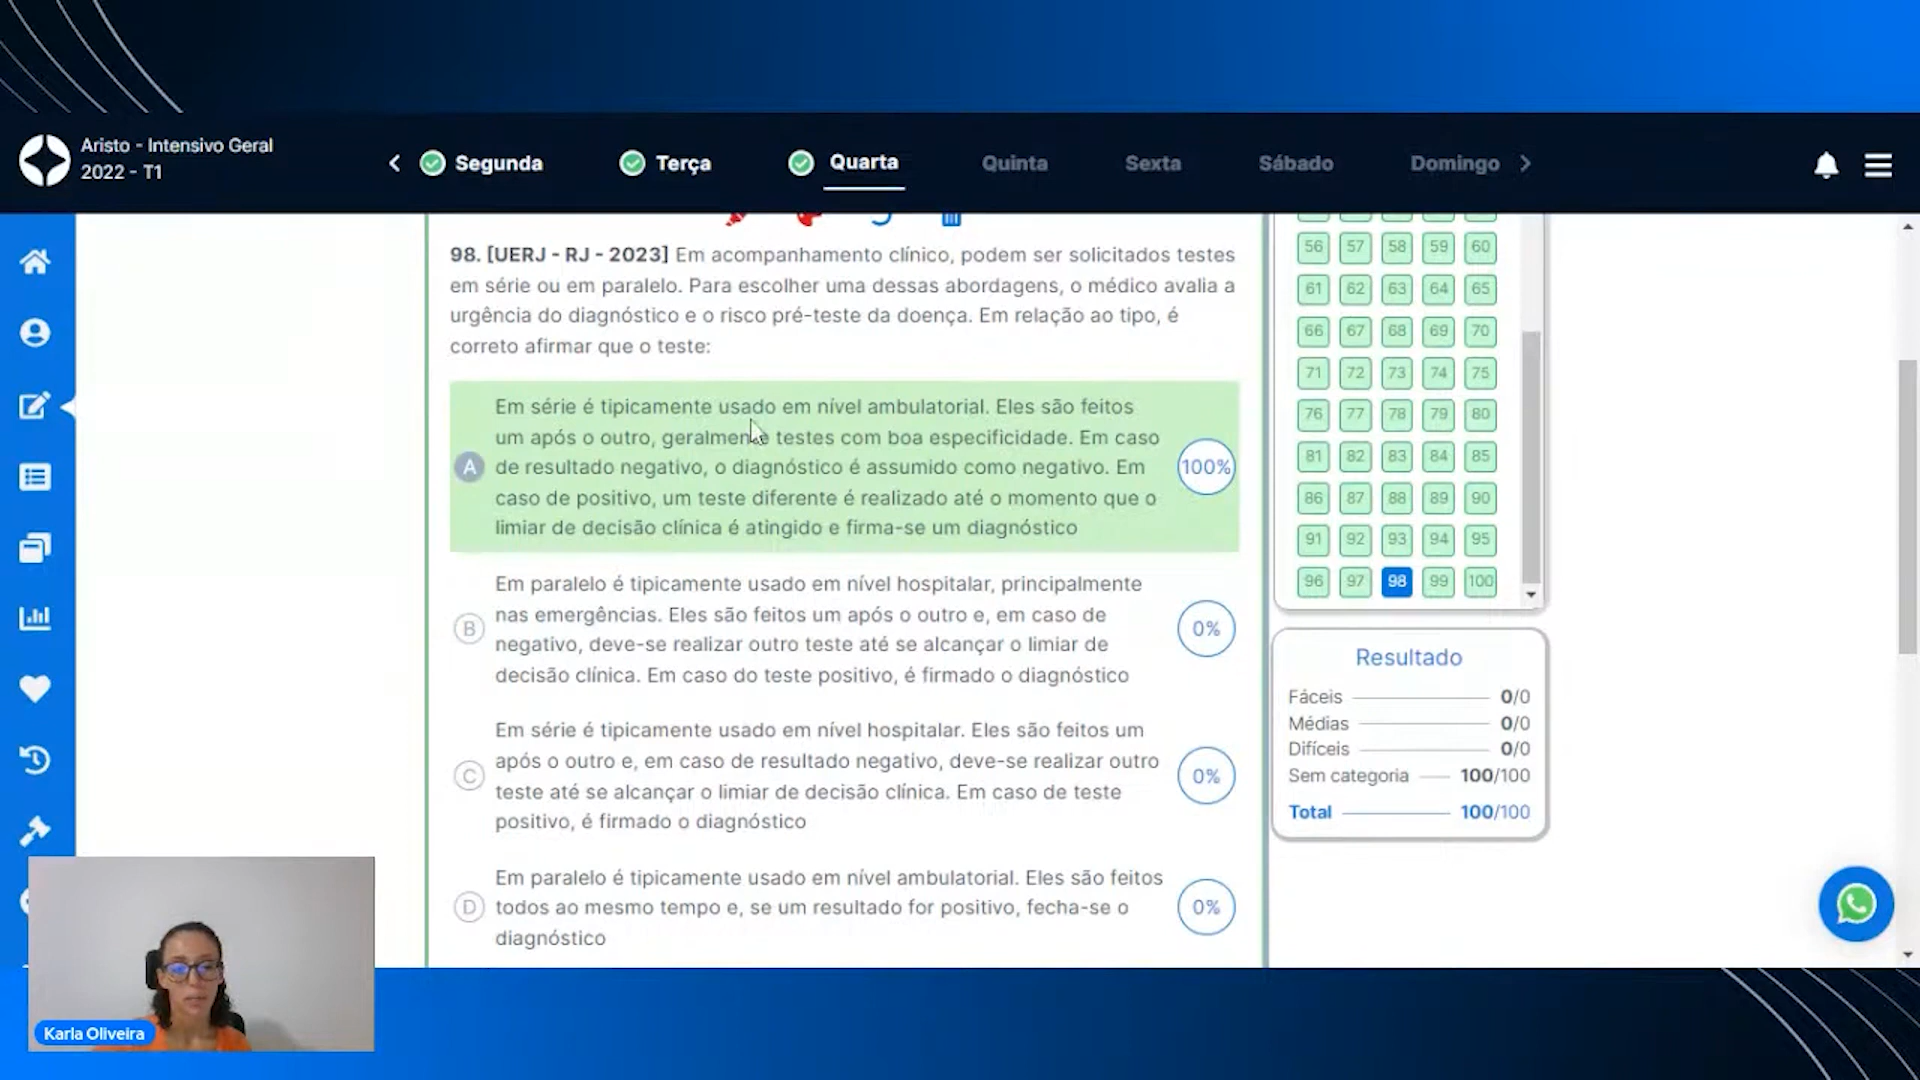 Aristo - Intensivo Geral
2022 - T1
Segunda
Terça
Quarta
Quinta
Sexta
Sábado
Domingo
98. [UERJ - RJ - 2023] Em acompanhamento clínico, podem ser solicitados testes
em série ou em paralelo. Para escolher uma dessas abordagens, o médico avalia a
urgência do diagnóstico e o risco pré-teste da doença. Em relação ao tipo, é
correto afirmar que o teste:
A
Em série é tipicamente usado em nível ambulatorial. Eles são feitos
um após o outro, geralmente testes com boa especificidade. Em caso
de resultado negativo, o diagnóstico é assumido como negativo. Em
caso de positivo, um teste diferente é realizado até o momento que o
limiar de decisão clínica é atingido e firma-se um diagnóstico
100%
B
Em paralelo é tipicamente usado em nível hospitalar, principalmente
nas emergências. Eles são feitos um após o outro e, em caso de
negativo, deve-se realizar outro teste até se alcançar o limiar de
decisão clínica. Em caso do teste positivo, é firmado o diagnóstico
0%
C
Em série é tipicamente usado em nível hospitalar. Eles são feitos um
após o outro e, em caso de resultado negativo, deve-se realizar outro
teste até se alcançar o limiar de decisão clínica. Em caso de teste
positivo, é firmado o diagnóstico
0%
D
Em paralelo é tipicamente usado em nível ambulatorial. Eles são feitos
todos ao mesmo tempo e, se um resultado for positivo, fecha-se o
diagnóstico
0%
56 57 58 59 60
61 62 63 64 65
66 67 68 69 70
71 72 73 74 75
76 77 78 79 80
81 82 83 84 85
86 87 88 89 90
91 92 93 94 95
96 97 98 99 100
Resultado
Fáceis 0/0
Médias 0/0
Difíceis 0/0
Sem categoria 100/100
Total 100/100
Karla Oliveira